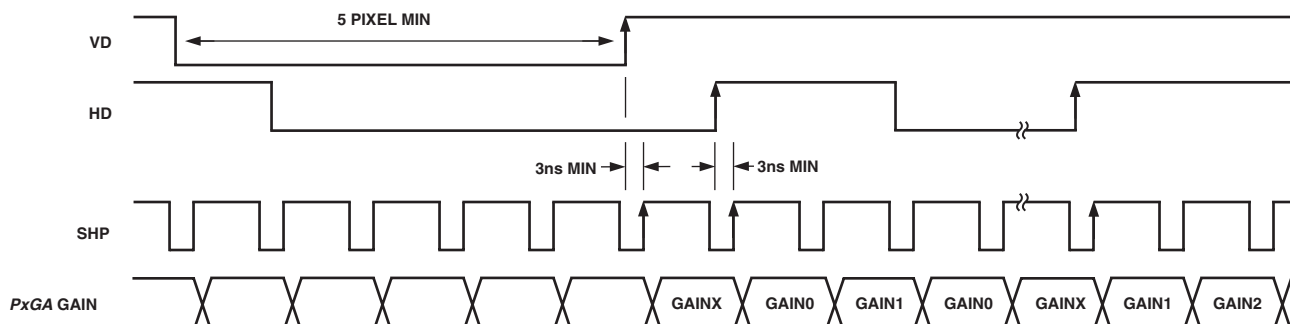 5 PIXEL MIN
VD
HD
3ns MIN
3ns MIN
SHP
PxGA GAIN
GAINX
GAIN0
GAIN1
GAIN0
GAINX
GAIN1
GAIN2